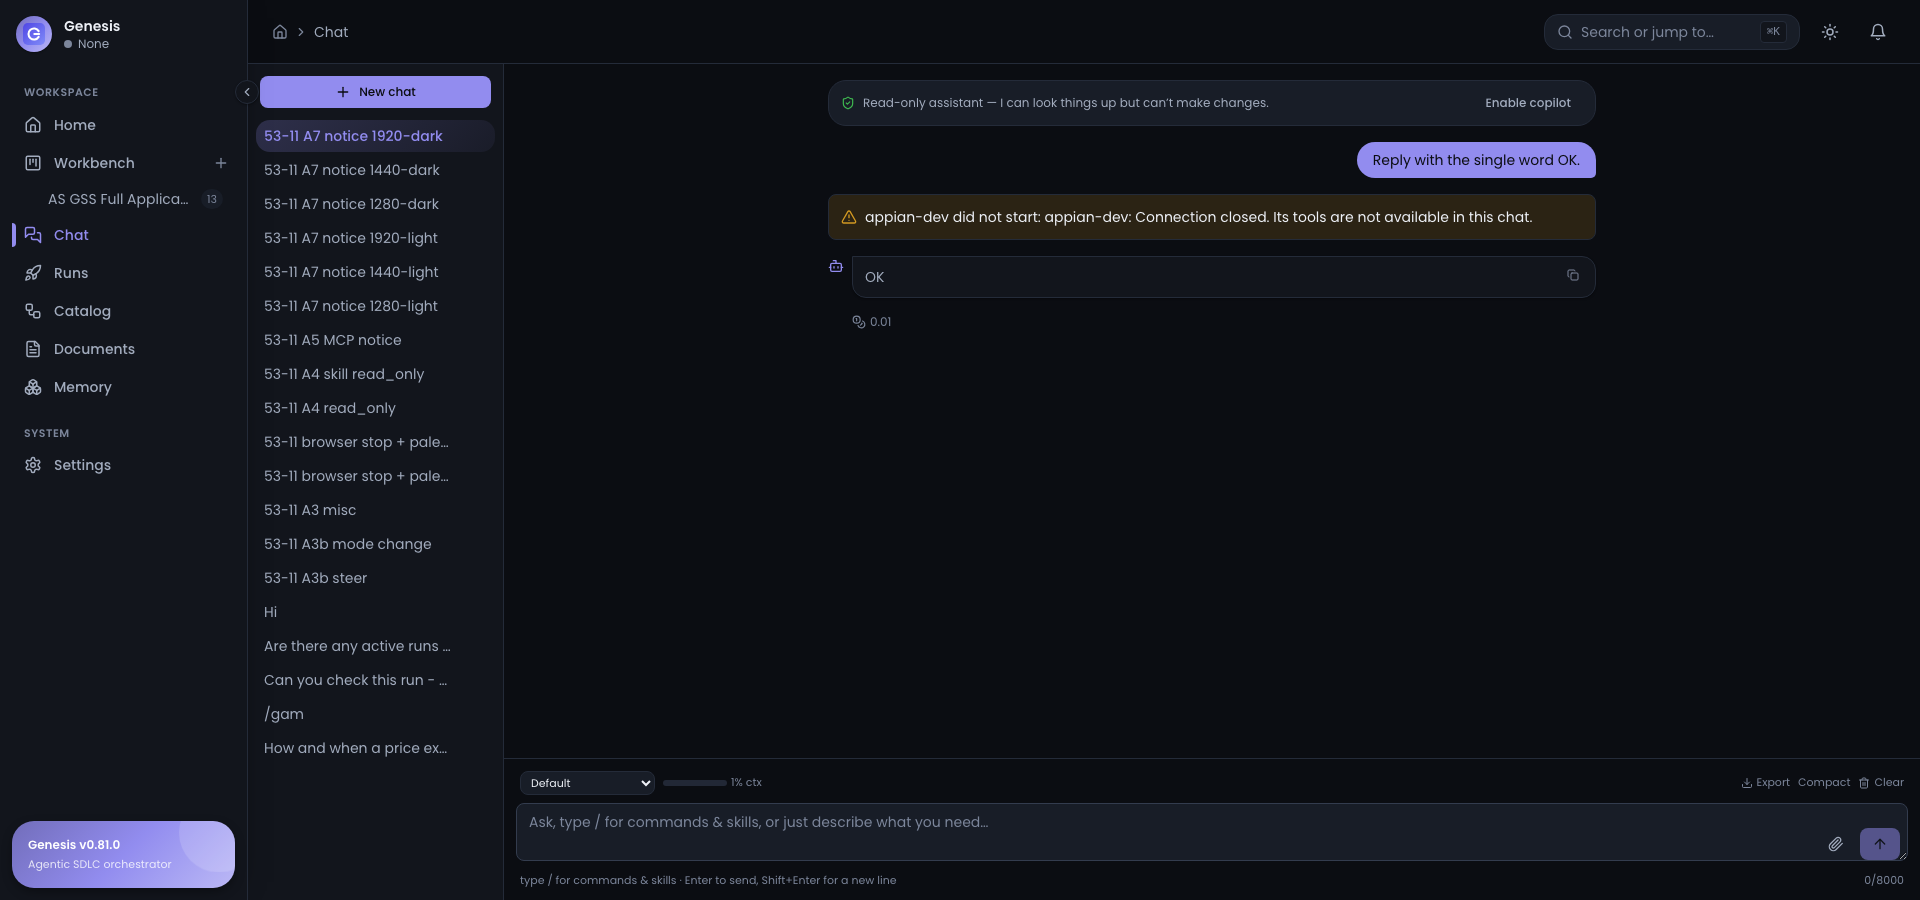 Genesis
None
WORKSPACE
Home
Workbench
AS GSS Full Applica...
13
Chat
Runs
Catalog
Documents
Memory
SYSTEM
Settings
Genesis v0.81.0
Agentic SDLC orchestrator
Chat
Search or jump to...
⌘K
New chat
53-11 A7 notice 1920-dark
53-11 A7 notice 1440-dark
53-11 A7 notice 1280-dark
53-11 A7 notice 1920-light
53-11 A7 notice 1440-light
53-11 A7 notice 1280-light
53-11 A5 MCP notice
53-11 A4 skill read_only
53-11 A4 read_only
53-11 browser stop + pale...
53-11 browser stop + pale...
53-11 A3 misc
53-11 A3b mode change
53-11 A3b steer
Hi
Are there any active runs ...
Can you check this run - ...
/gam
How and when a price ex...
Read-only assistant — I can look things up but can't make changes.
Enable copilot
Reply with the single word OK.
appian-dev did not start: appian-dev: Connection closed. Its tools are not available in this chat.
OK
0.01
Default
1% ctx
Export
Compact
Clear
Ask, type / for commands & skills, or just describe what you need...
type / for commands & skills · Enter to send, Shift+Enter for a new line
0/8000